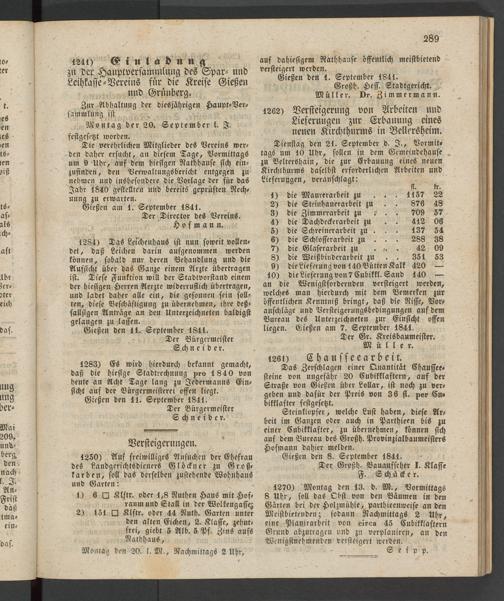 289
1241) Einladung
zu der Hauptversammlung des Spar- und
Leihkasse-Vereins für die Kreise Gießen
und Grünberg.
Zur Abhaltung der diesjährigen Haupt-Ver-
sammlung ist
Montag der 20. September l. J.
festgesetzt worden.
Die verehrlichen Mitglieder des Vereins wer-
den daher ersucht, an diesem Tage, Vormittags
um 9 Uhr, auf dem hiesigen Rathhause sich ein-
zufinden, den Verwaltungsbericht entgegen zu
nehmen und insbesondere die Vorlage der für das
Jahr 1840 gestellten und bereits geprüften Rech-
nung zu erwarten.
Gießen am 1. September 1841.
Der Director des Vereins.
Hofmann.
1284) Das Leichenhaus ist nun soweit vollen-
det, daß Leichen darin aufgenommen werden
können, sobald nur deren Behandlung und die
Aufsicht über das Ganze einem Arzte übertragen
ist. Diese Funktion will der Stadtvorstand einem
der hiesigen Herren Aerzte widerruflich übertragen,
und ladet daher alle ein, die gesonnen sein soll-
ten, diese Beschäftigung zu übernehmen, ihre des-
fallsigen Anträge an den Unterzeichneten baldigst
gelangen zu lassen.
Gießen den 11. September 1841.
Der Bürgermeister
Schneider.
1283) Es wird hierdurch bekannt gemacht,
daß die hiesige Stadtrechnung pro 1840 von
heute an Acht Tage lang zu Jedermanns Ein-
sicht auf der Bürgermeisterei offen liegt.
Gießen den 11. September 1841.
Der Bürgermeister
Schneider.
Versteigerungen.
1250) Auf freiwilliges Ansuchen der Ehefrau
des Landgerichtsdieners Glöckner zu Groß-
karben, soll das derselben zustehende Wohnhaus
und Garten:
1) 6 □ Klftr. oder 1,8 Ruthen Haus mit Hof-
raum und Stall in der Wolkengasse;
2) 151 □ Klftr. oder 44 Ruth. Garten unter
den alten Eichen, 2. Klasse, zehnt-
frei, giebt 5 Alb. 5 Pf. Zins aufs
Rathhaus,
Montag den 20. l. M., Nachmittags 2 Uhr,
auf dahiesigem Rathhause öffentlich meistbietend
versteigert werden.
Gießen den 1. September 1841.
Großh. Hess. Stadtgericht.
Müller. Dr. Zimmermann.
1262) Versteigerung von Arbeiten und
Lieferungen zur Erbauung eines
neuen Kirchthurms in Bellersheim.
Dienstag den 21. September d. J., Vormit-
tags um 10 Uhr, sollen in dem Gemeindehause
zu Bellersheim, die zur Erbauung eines neuen
Kirchthurms daselbst erforderlichen Arbeiten und
Lieferungen, veranschlagt:
fl. kr.
1) die Maurerarbeit zu . . . . 1157 22
2) die Steinhauerarbeit zu . . . 876 48
3) die Zimmerarbeit zu . . . . 709 57
4) die Dachdeckerarbeit zu . . . 412 06
5) die Schreinerarbeit zu . . . 137 54
6) die Schlosserarbeit zu . . . 288 38
7) die Glaserarbeit zu . . . . 42 09
8) die Weißbinderarbeit zu . . . 351 53
9) die Lieferung von 140 Bütten Kalk 420 —
10) die Lieferung von 7 Cubikkl. Sand 140 —
an die Wenigstfordernden versteigert werden,
welches man hierdurch mit dem Bemerken zur
öffentlichen Kenntniß bringt, daß die Risse, Vor-
anschläge und Versteigerungsbedingungen auf dem
Bureau des Unterzeichneten zur Einsicht offen
liegen. Gießen am 7. September 1841.
Der Gr. Kreisbaumeister.
Müller.
1261) Chausseearbeit.
Das Zerschlagen einer Quantität Chaussee-
steine von ungefähr 20 Cubikklaftern, auf der
Straße von Gießen über Lollar, ist noch zu ver-
geben und dafür der Preis von 36 fl. per Cu-
bikklafter festgesetzt.
Steinklopfer, welche Lust haben, diese Ar-
beit im Ganzen oder auch in Parthieen bis zu
einer Cubikklafter, zu übernehmen, können sich
auf dem Bureau des Großh. Provinzialbaumeisters
Hofmann daher melden.
Gießen den 8. September 1841.
Der Großh. Bauaufseher I. Klasse
F. Schäcker.
1270) Montag den 13. d. M., Vormittags
8 Uhr, soll das Obst von den Bäumen in den
Gärten bei der Holzmühle, parthieenweise an den
Meistbietenden; sodann Nachmittags 2 Uhr,
eine Planirarbeit von circa 45 Cubikklaftern
Grund abzutragen und zu verplaniren, an den
Wenigstnehmenden versteigert werden.
Seipp.